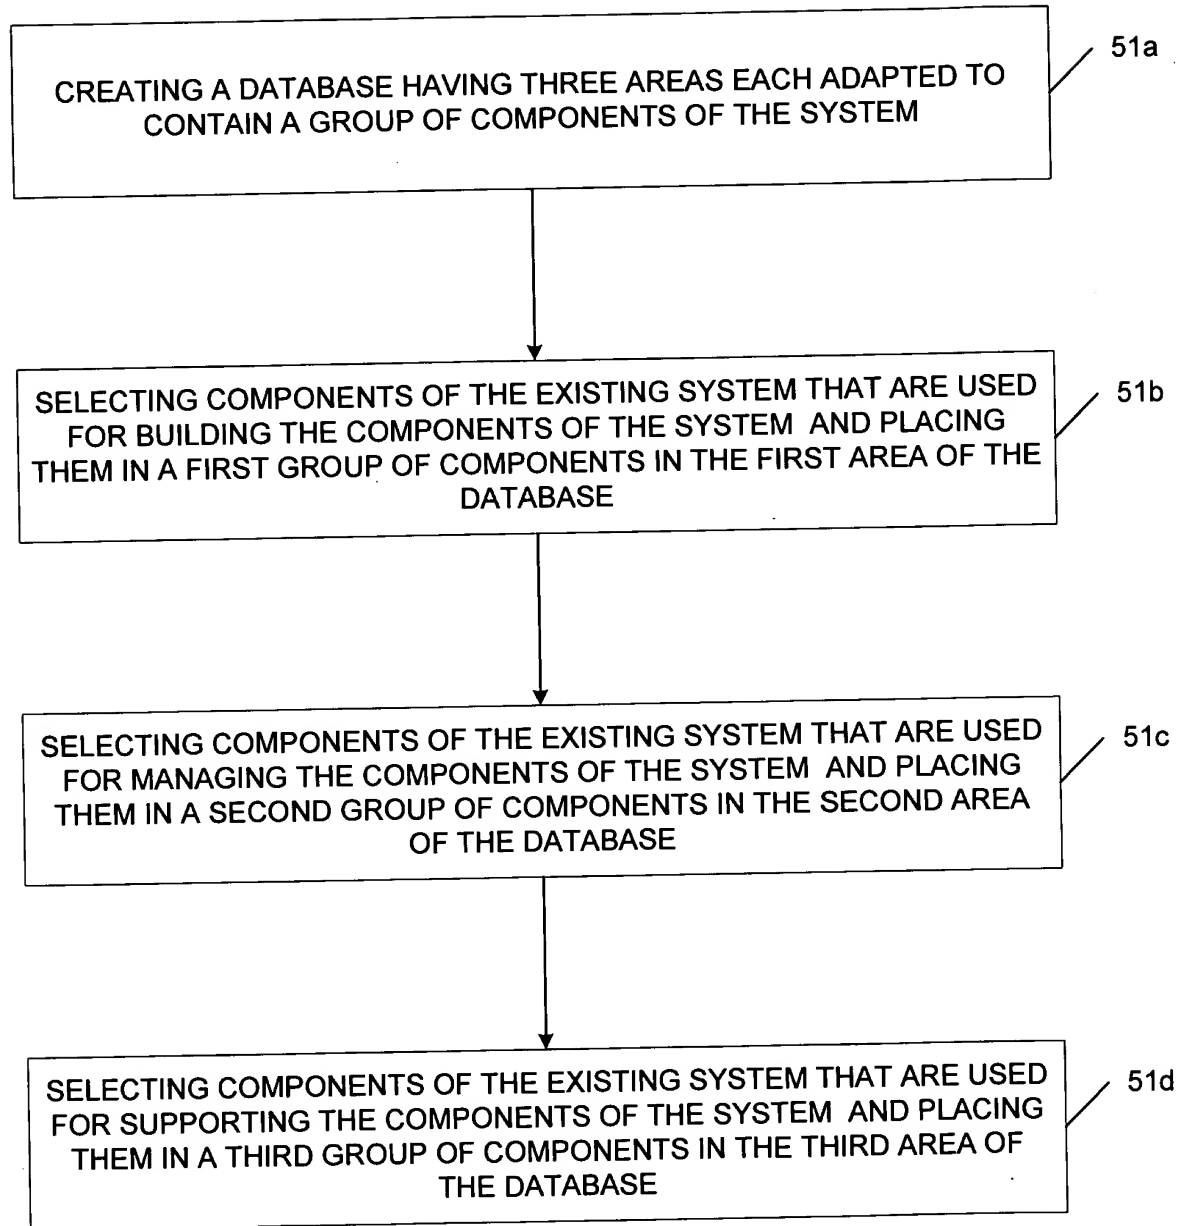 CREATING A DATABASE HAVING THREE AREAS EACH ADAPTED TO
CONTAIN A GROUP OF COMPONENTS OF THE SYSTEM
51a
SELECTING COMPONENTS OF THE EXISTING SYSTEM THAT ARE USED
FOR BUILDING THE COMPONENTS OF THE SYSTEM AND PLACING
THEM IN A FIRST GROUP OF COMPONENTS IN THE FIRST AREA OF THE
DATABASE
51b
SELECTING COMPONENTS OF THE EXISTING SYSTEM THAT ARE USED
FOR MANAGING THE COMPONENTS OF THE SYSTEM AND PLACING
THEM IN A SECOND GROUP OF COMPONENTS IN THE SECOND AREA
OF THE DATABASE
51c
SELECTING COMPONENTS OF THE EXISTING SYSTEM THAT ARE USED
FOR SUPPORTING THE COMPONENTS OF THE SYSTEM AND PLACING
THEM IN A THIRD GROUP OF COMPONENTS IN THE THIRD AREA OF
THE DATABASE
51d